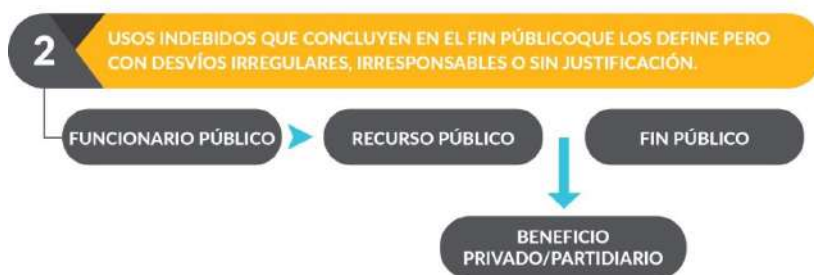 2
USOS INDEBIDOS QUE CONCLUYEN EN EL FIN PÚBLICOQUE LOS DEFINE PERO
CON DESVÍOS IRREGULARES, IRRESPONSABLES O SIN JUSTIFICACIÓN.
FUNCIONARIO PÚBLICO
RECURSO PÚBLICO
FIN PÚBLICO
BENEFICIO
PRIVADO/PARTIDIARIO